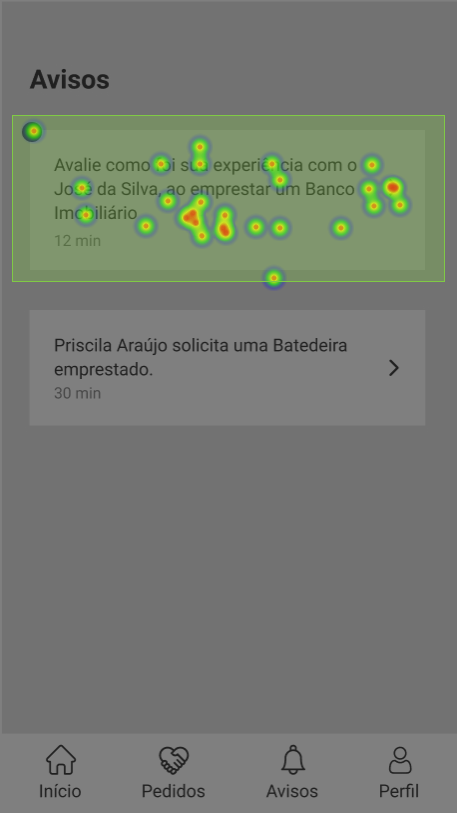 Avisos
Avalie como foi sua experiência com o
José da Silva, ao emprestar um Banco
Imobiliário
12 min
Priscila Araújo solicita uma Batedeira
emprestado.
30 min
Início
Pedidos
Avisos
Perfil